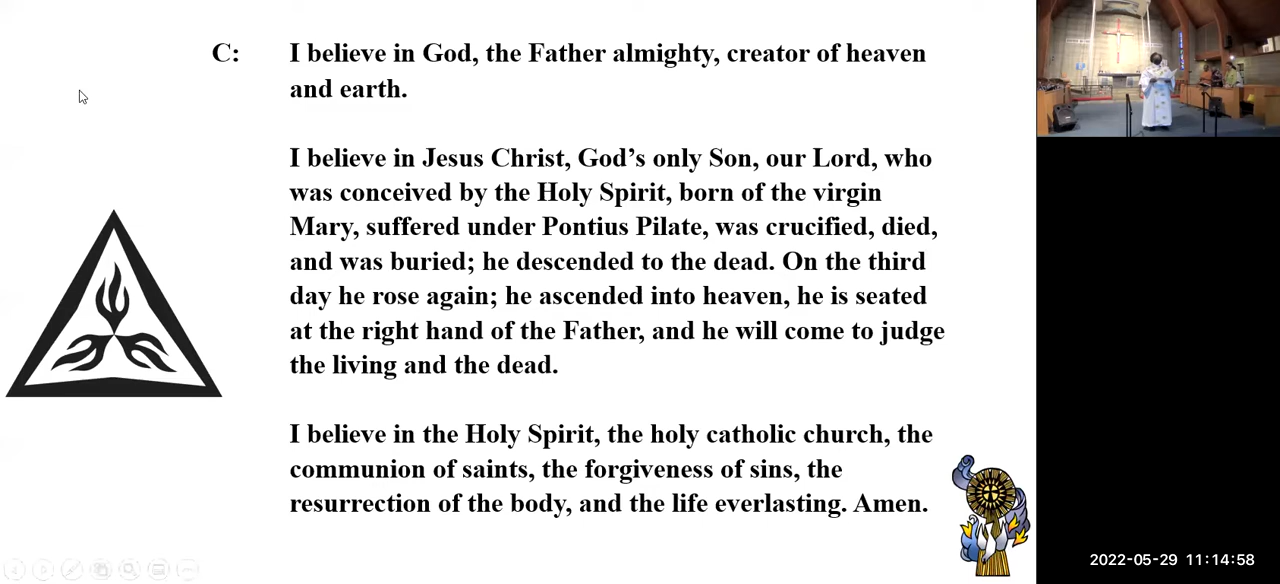 C: I believe in God, the Father almighty, creator of heaven
and earth.
I believe in Jesus Christ, God’s only Son, our Lord, who
was conceived by the Holy Spirit, born of the virgin
Mary, suffered under Pontius Pilate, was crucified, died,
and was buried; he descended to the dead. On the third
day he rose again; he ascended into heaven, he is seated
at the right hand of the Father, and he will come to judge
the living and the dead.
I believe in the Holy Spirit, the holy catholic church, the
communion of saints, the forgiveness of sins, the
resurrection of the body, and the life everlasting. Amen.
2022-05-29 11:14:58